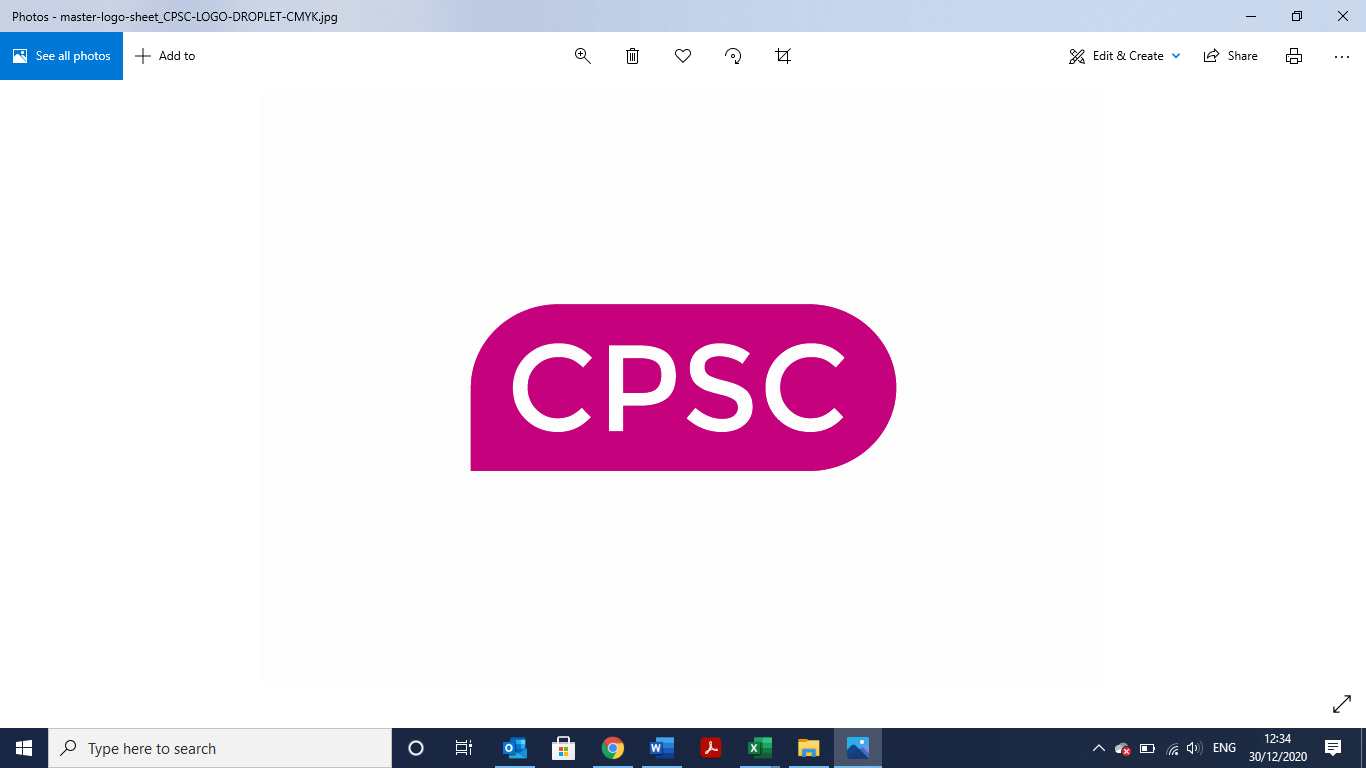 Photos - master-logo-sheet_CPSC-LOGO-DROPLET-CMYK.jpg
See all photos
Add to
Edit & Create
Share
CPSC
Type here to search
ENG
12:34
30/12/2020